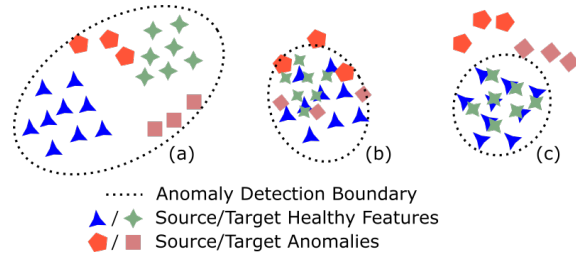 (a) (b) (c)
Anomaly Detection Boundary
/ Source/Target Healthy Features
/ Source/Target Anomalies